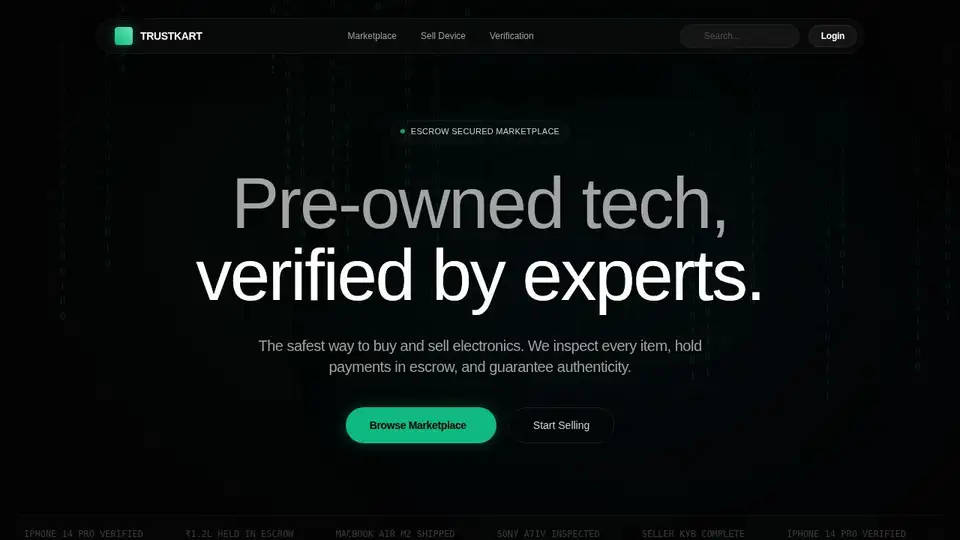 TRUSTKART
Marketplace
Sell Device
Verification
Search...
Login
ESCROW SECURED MARKETPLACE
Pre-owned tech,
verified by experts.
The safest way to buy and sell electronics. We inspect every item, hold
payments in escrow, and guarantee authenticity.
Browse Marketplace
Start Selling
IPHONE 14 PRO VERIFIED
₹1.2L HELD IN ESCROW
MACBOOK AIR M2 SHIPPED
SONY A7IV INSPECTED
SELLER KYB COMPLETE
IPHONE 14 PRO VERIFIED